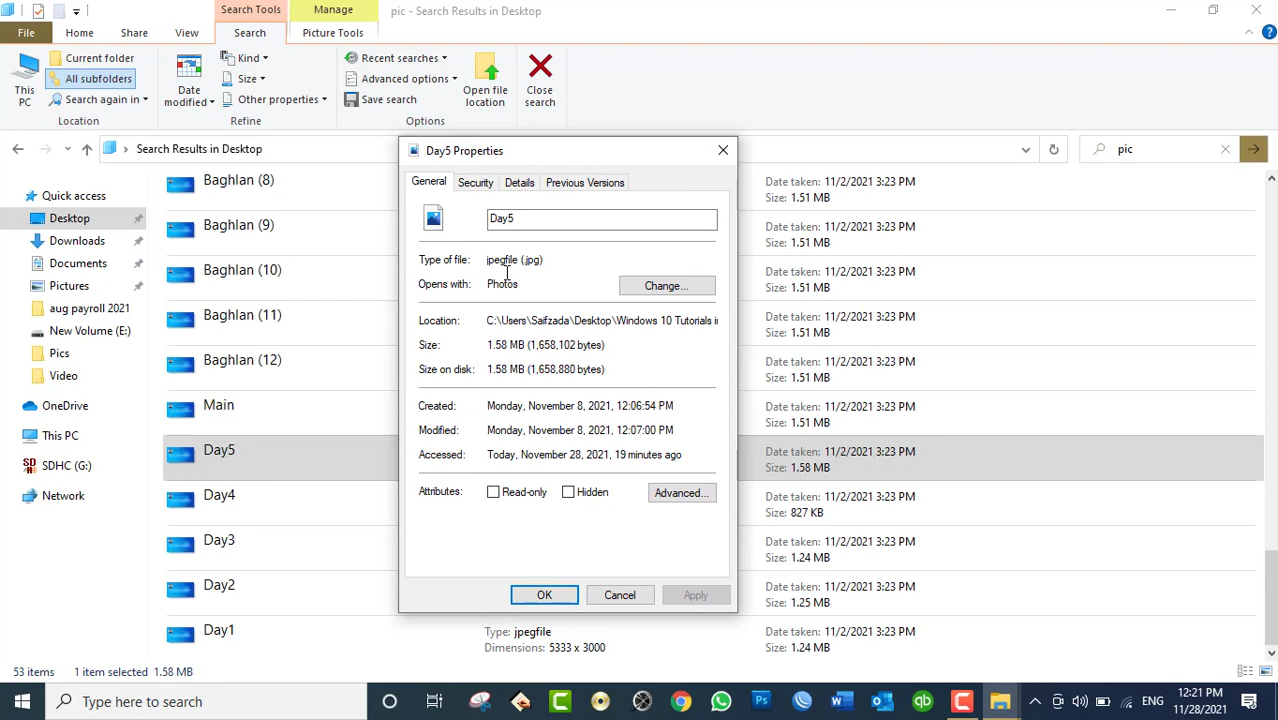 Search Tools
Manage
pic - Search Results in Desktop
File
Home
Share
View
Search
Picture Tools
This PC
Current folder
All subfolders
Search again in
Location
Date modified
Kind
Size
Other properties
Refine
Recent searches
Advanced options
Save search
Options
Open file location
Close search
Search Results in Desktop
pic
Quick access
Desktop
Downloads
Documents
Pictures
aug payroll 2021
New Volume (E:)
Pics
Video
OneDrive
This PC
SDHC (G:)
Network
Baghlan (8)
Date taken: 11/2/2021 3:23 PM
Size: 1.51 MB
Baghlan (9)
Date taken: 11/2/2021 3:23 PM
Size: 1.51 MB
Baghlan (10)
Date taken: 11/2/2021 3:23 PM
Size: 1.51 MB
Baghlan (11)
Date taken: 11/2/2021 3:23 PM
Size: 1.51 MB
Baghlan (12)
Date taken: 11/2/2021 3:23 PM
Size: 1.51 MB
Main
Date taken: 11/2/2021 3:23 PM
Size: 1.51 MB
Day5
Date taken: 11/2/2021 3:23 PM
Size: 1.58 MB
Day4
Date taken: 11/2/2021 3:23 PM
Size: 827 KB
Day3
Date taken: 11/2/2021 3:23 PM
Size: 1.24 MB
Day2
Date taken: 11/2/2021 3:23 PM
Size: 1.25 MB
Day1
Type: jpegfile
Dimensions: 5333 x 3000
Date taken: 11/2/2021 3:23 PM
Size: 1.24 MB
Day5 Properties
General
Security
Details
Previous Versions
Day5
Type of file: jpegfile (.jpg)
Opens with: Photos
Change...
Location: C:\Users\Saifzada\Desktop\Windows 10 Tutorials i
Size: 1.58 MB (1,658,102 bytes)
Size on disk: 1.58 MB (1,658,880 bytes)
Created: Monday, November 8, 2021, 12:06:54 PM
Modified: Monday, November 8, 2021, 12:07:00 PM
Accessed: Today, November 28, 2021, 19 minutes ago
Attributes: Read-only Hidden Advanced...
OK
Cancel
Apply
53 items
1 item selected 1.58 MB
Type here to search
Ps
qb
ENG
12:21 PM
11/28/2021